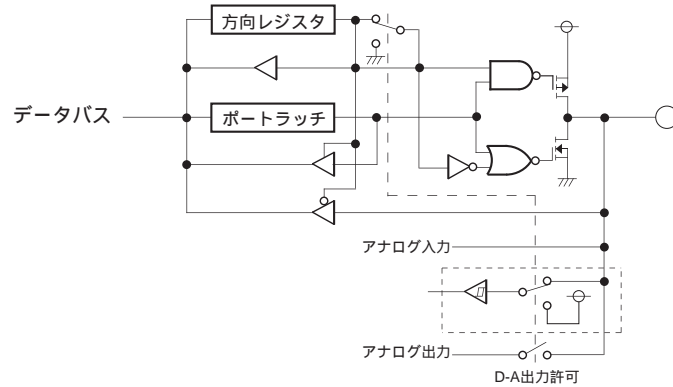 方向レジスタ
データバス
ポートラッチ
アナログ入力
アナログ出力
D-A出力許可